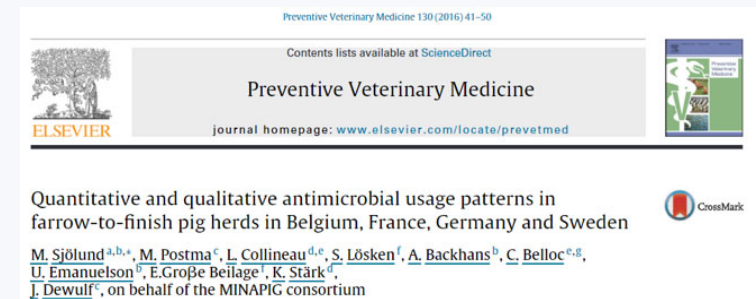 Preventive Veterinary Medicine 130 (2016) 41–50
Contents lists available at ScienceDirect
Preventive Veterinary Medicine
journal homepage: www.elsevier.com/locate/prevetmed
ELSEVIER
Quantitative and qualitative antimicrobial usage patterns in
farrow-to-finish pig herds in Belgium, France, Germany and Sweden
CrossMark
M. Sjölund a,b,*, M. Postma c, L. Collineau d,e, S. Lösken f, A. Backhans b, C. Belloc e,g,
U. Emanuelson b, E.Groβe Beilage f, K. Stärk d,
J. Dewulf c, on behalf of the MINAPIG consortium